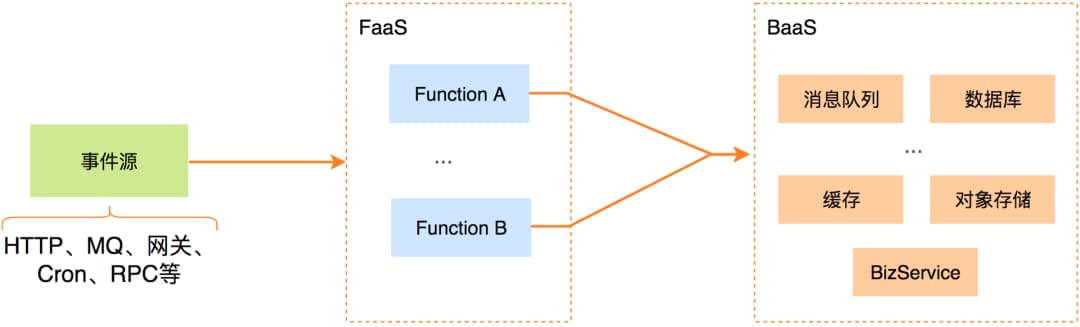 事件源
HTTP、MQ、网关、
Cron、RPC等
FaaS
Function A
...
Function B
BaaS
消息队列
数据库
...
缓存
对象存储
BizService